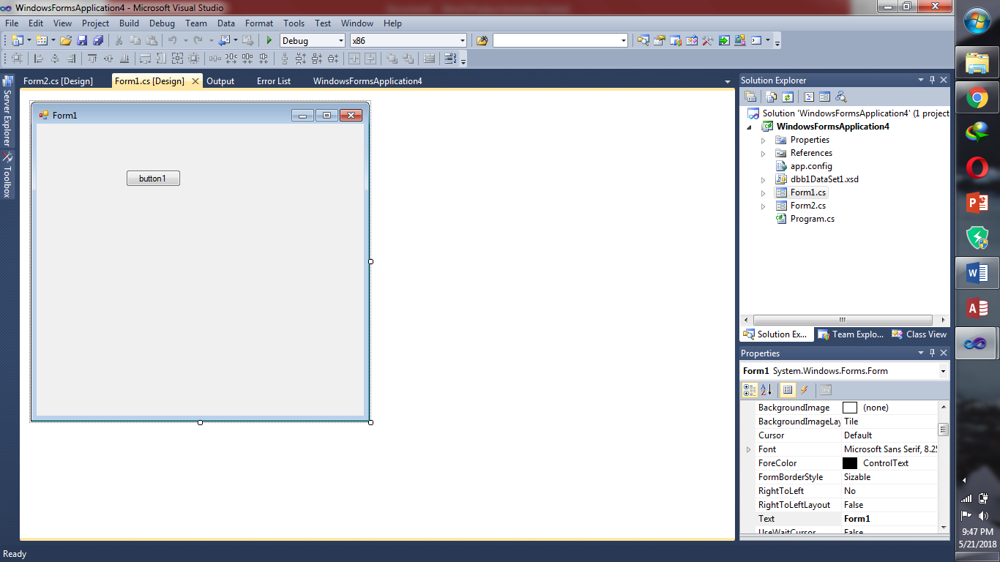 WindowsFormsApplication4 - Microsoft Visual Studio
File Edit View Project Build Debug Team Data Format Tools Test Window Help
Debug x86
Form2.cs [Design] Form1.cs [Design] Output Error List WindowsFormsApplication4
Server Explorer
Toolbox
Form1
button1
Solution Explorer
Solution 'WindowsFormsApplication4' (1 project
WindowsFormsApplication4
Properties
References
app.config
dbb1DataSet1.xsd
Form1.cs
Form2.cs
Program.cs
Solution Ex... Team Explo... Class View
Properties
Form1 System.Windows.Forms.Form
BackgroundImage (none)
BackgroundImageLay Tile
Cursor Default
Font Microsoft Sans Serif, 8.25
ForeColor ControlText
FormBorderStyle Sizable
RightToLeft No
RightToLeftLayout False
Text Form1
UseWaitCursor False
9:47 PM
5/21/2018
Ready